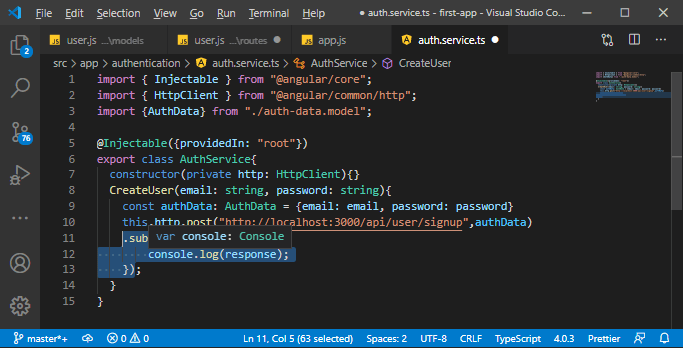 File Edit Selection View Go Run Terminal Help auth.service.ts - first-app - Visual Studio Co...
user.js ...\models user.js ...\routes app.js auth.service.ts
src > app > authentication > auth.service.ts > AuthService > CreateUser
1 import { Injectable } from "@angular/core";
2 import { HttpClient } from "@angular/common/http";
3 import {AuthData} from "./auth-data.model";
4
5 @Injectable({providedIn: "root"})
6 export class AuthService{
7 constructor(private http: HttpClient){}
8 CreateUser(email: string, password: string){
9 const authData: AuthData = {email: email, password: password}
10 this.http.post("http://localhost:3000/api/user/signup",authData)
11 .sub var console: Console
12 console.log(response);
13 });
14 }
15 }
2
76
master*+ 0 0 Ln 11, Col 5 (63 selected) Spaces: 2 UTF-8 CRLF TypeScript 4.0.3 Prettier